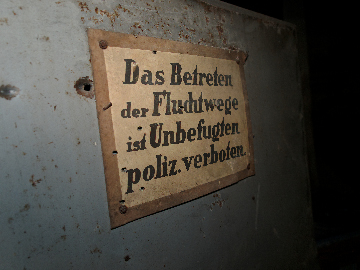 Das Betreten
der Fluchtwege
ist Unbefugten
poliz. verboten.